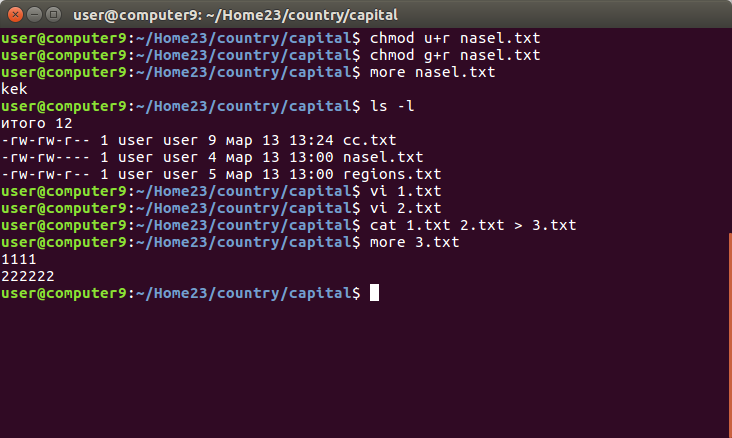 user@computer9: ~/Home23/country/capital
user@computer9:~/Home23/country/capital$ chmod u+r nasel.txt
user@computer9:~/Home23/country/capital$ chmod g+r nasel.txt
user@computer9:~/Home23/country/capital$ more nasel.txt
kek
user@computer9:~/Home23/country/capital$ ls -l
итого 12
-rw-rw-r-- 1 user user 9 мар 13 13:24 cc.txt
-rw-rw---- 1 user user 4 мар 13 13:00 nasel.txt
-rw-rw-r-- 1 user user 5 мар 13 13:00 regions.txt
user@computer9:~/Home23/country/capital$ vi 1.txt
user@computer9:~/Home23/country/capital$ vi 2.txt
user@computer9:~/Home23/country/capital$ cat 1.txt 2.txt > 3.txt
user@computer9:~/Home23/country/capital$ more 3.txt
1111
222222
user@computer9:~/Home23/country/capital$